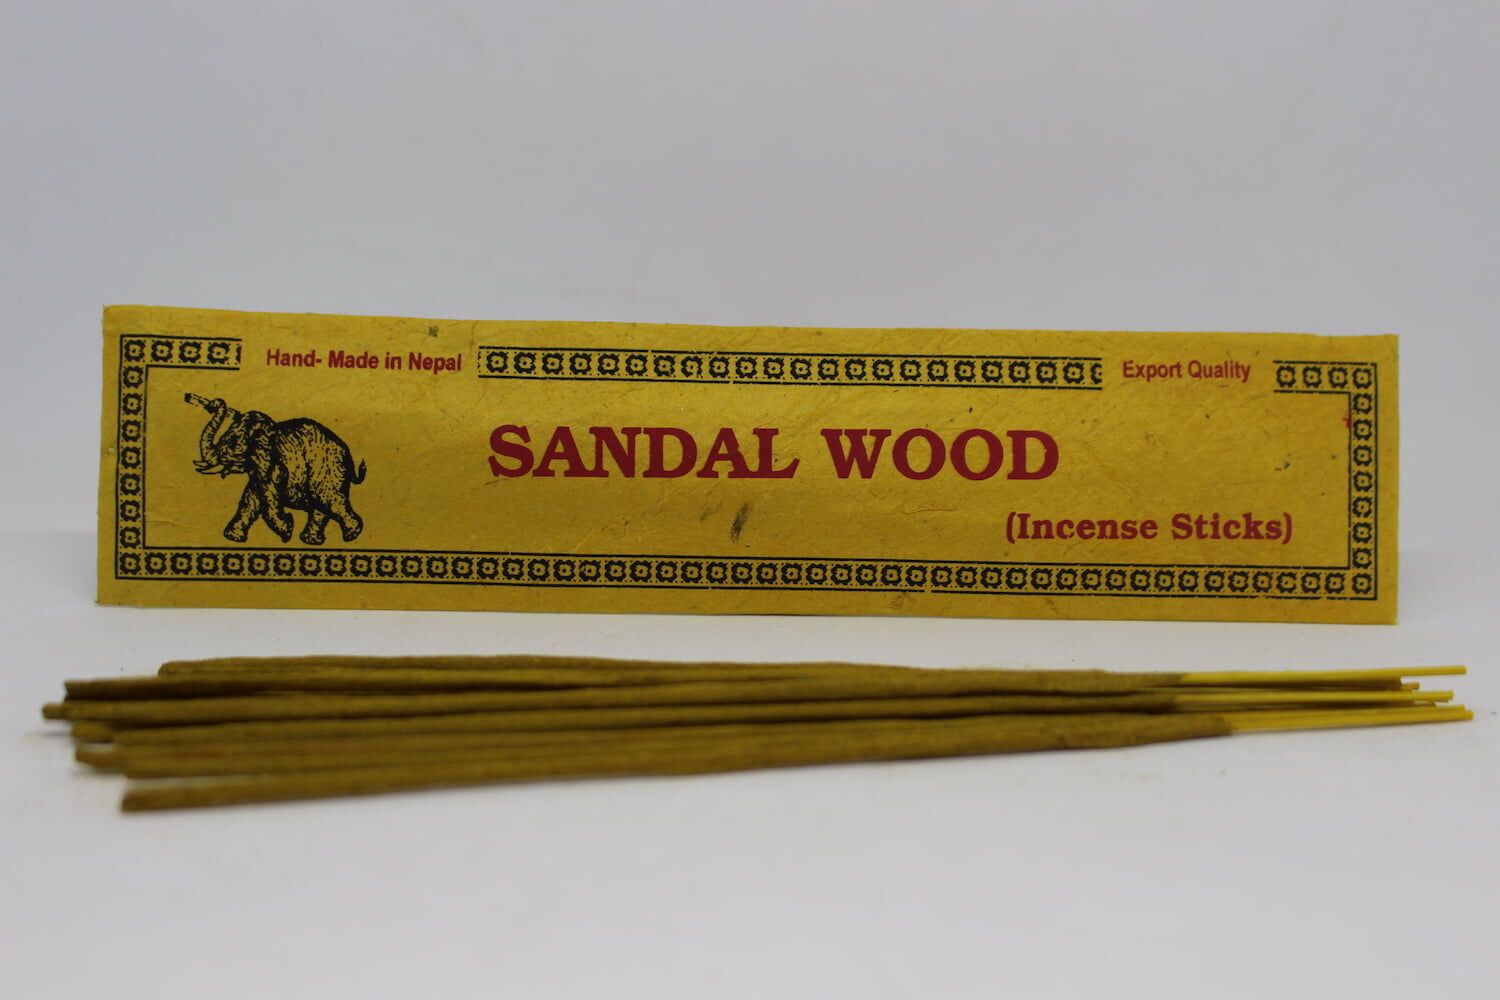 Hand- Made in Nepal
Export Quality
SANDAL WOOD
(Incense Sticks)